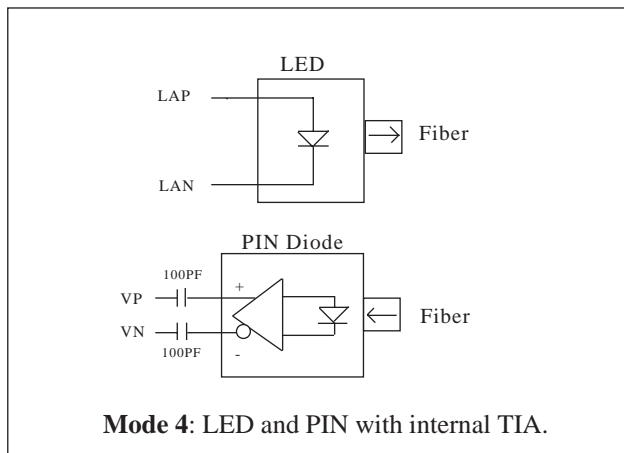 LED
LAP
Fiber
LAN
PIN Diode
100PF
+
VP
Fiber
VN
100PF
-
Mode 4: LED and PIN with internal TIA.